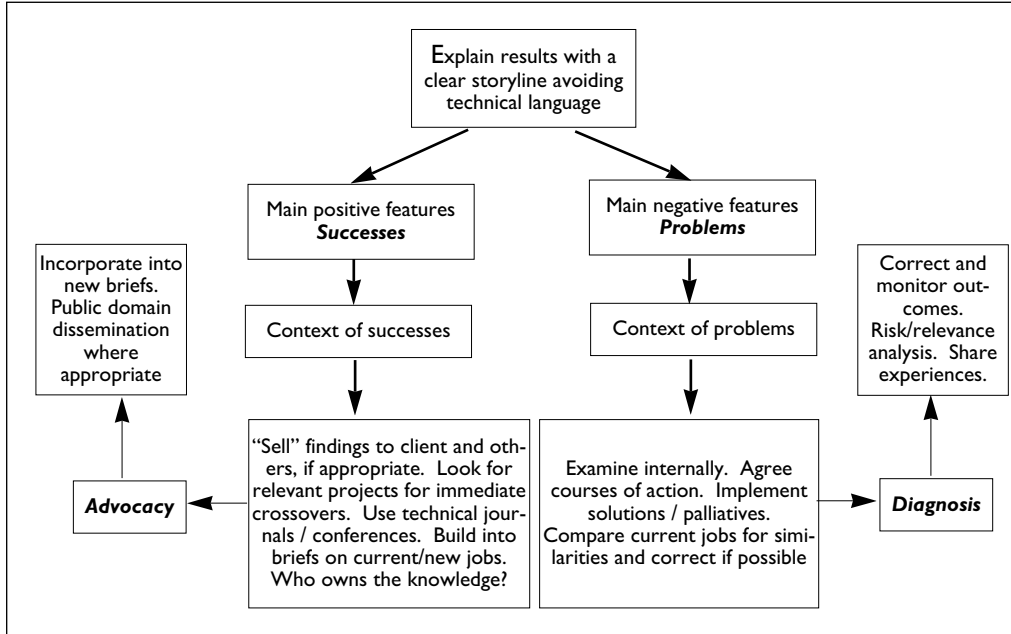 Explain results with a
clear storyline avoiding
technical language
Main positive features
Successes
Main negative features
Problems
Incorporate into
new briefs.
Public domain
dissemination
where
appropriate
Context of successes
Context of problems
Correct and
monitor out-
comes.
Risk/relevance
analysis. Share
experiences.
“Sell” findings to client and oth-
ers, if appropriate. Look for
relevant projects for immediate
crossovers. Use technical jour-
nals / conferences. Build into
briefs on current/new jobs.
Who owns the knowledge?
Examine internally. Agree
courses of action. Implement
solutions / palliatives.
Compare current jobs for simi-
larities and correct if possible
Advocacy
Diagnosis